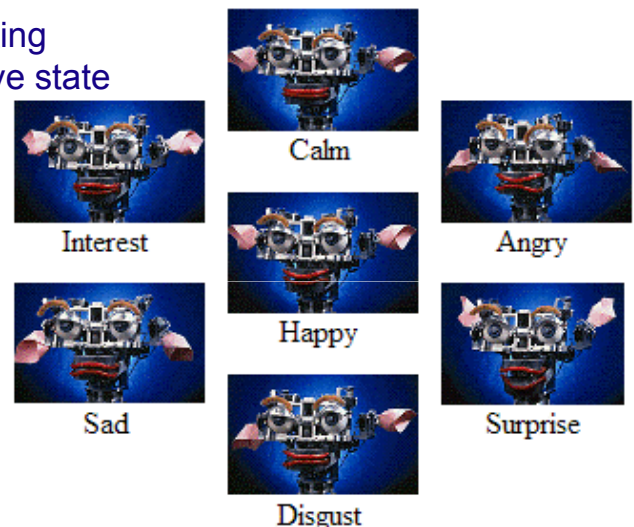 ing
ve state
Calm
Interest
Angry
Happy
Sad
Surprise
Disgust